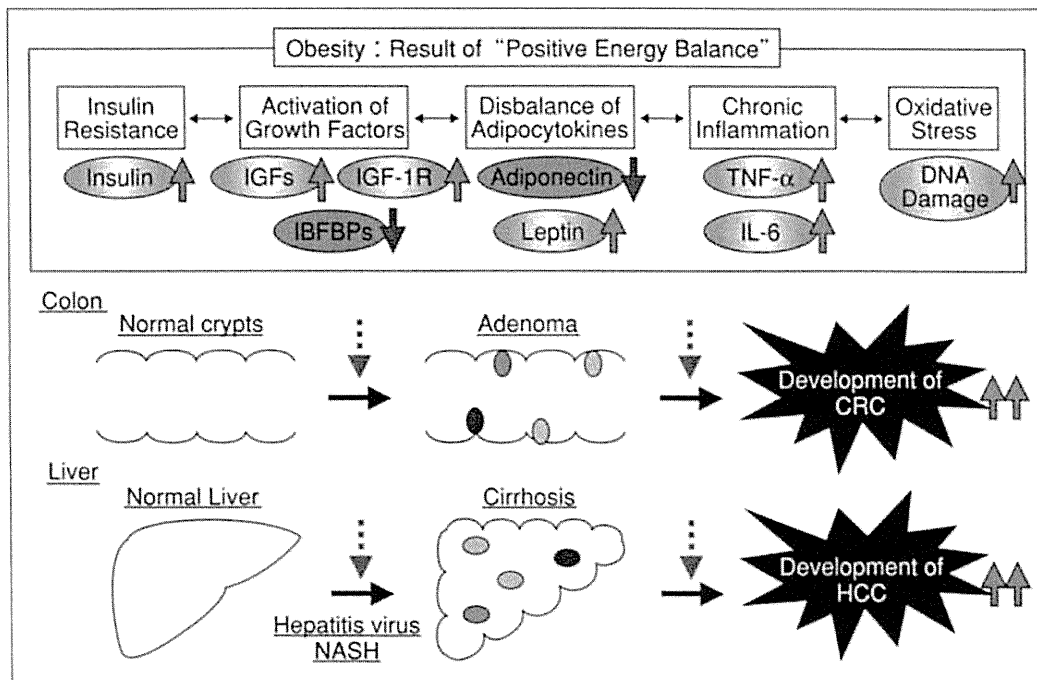 Obesity : Result of “Positive Energy Balance”
Insulin
Resistance
Activation of
Growth Factors
Disbalance of
Adipocytokines
Chronic
Inflammation
Oxidative
Stress
Insulin
IGFs
IGF-1R
IBFBPs
Adiponectin
Leptin
TNF-α
IL-6
DNA
Damage
Colon
Normal crypts
Adenoma
Development of
CRC
Liver
Normal Liver
Hepatitis virus
NASH
Cirrhosis
Development of
HCC